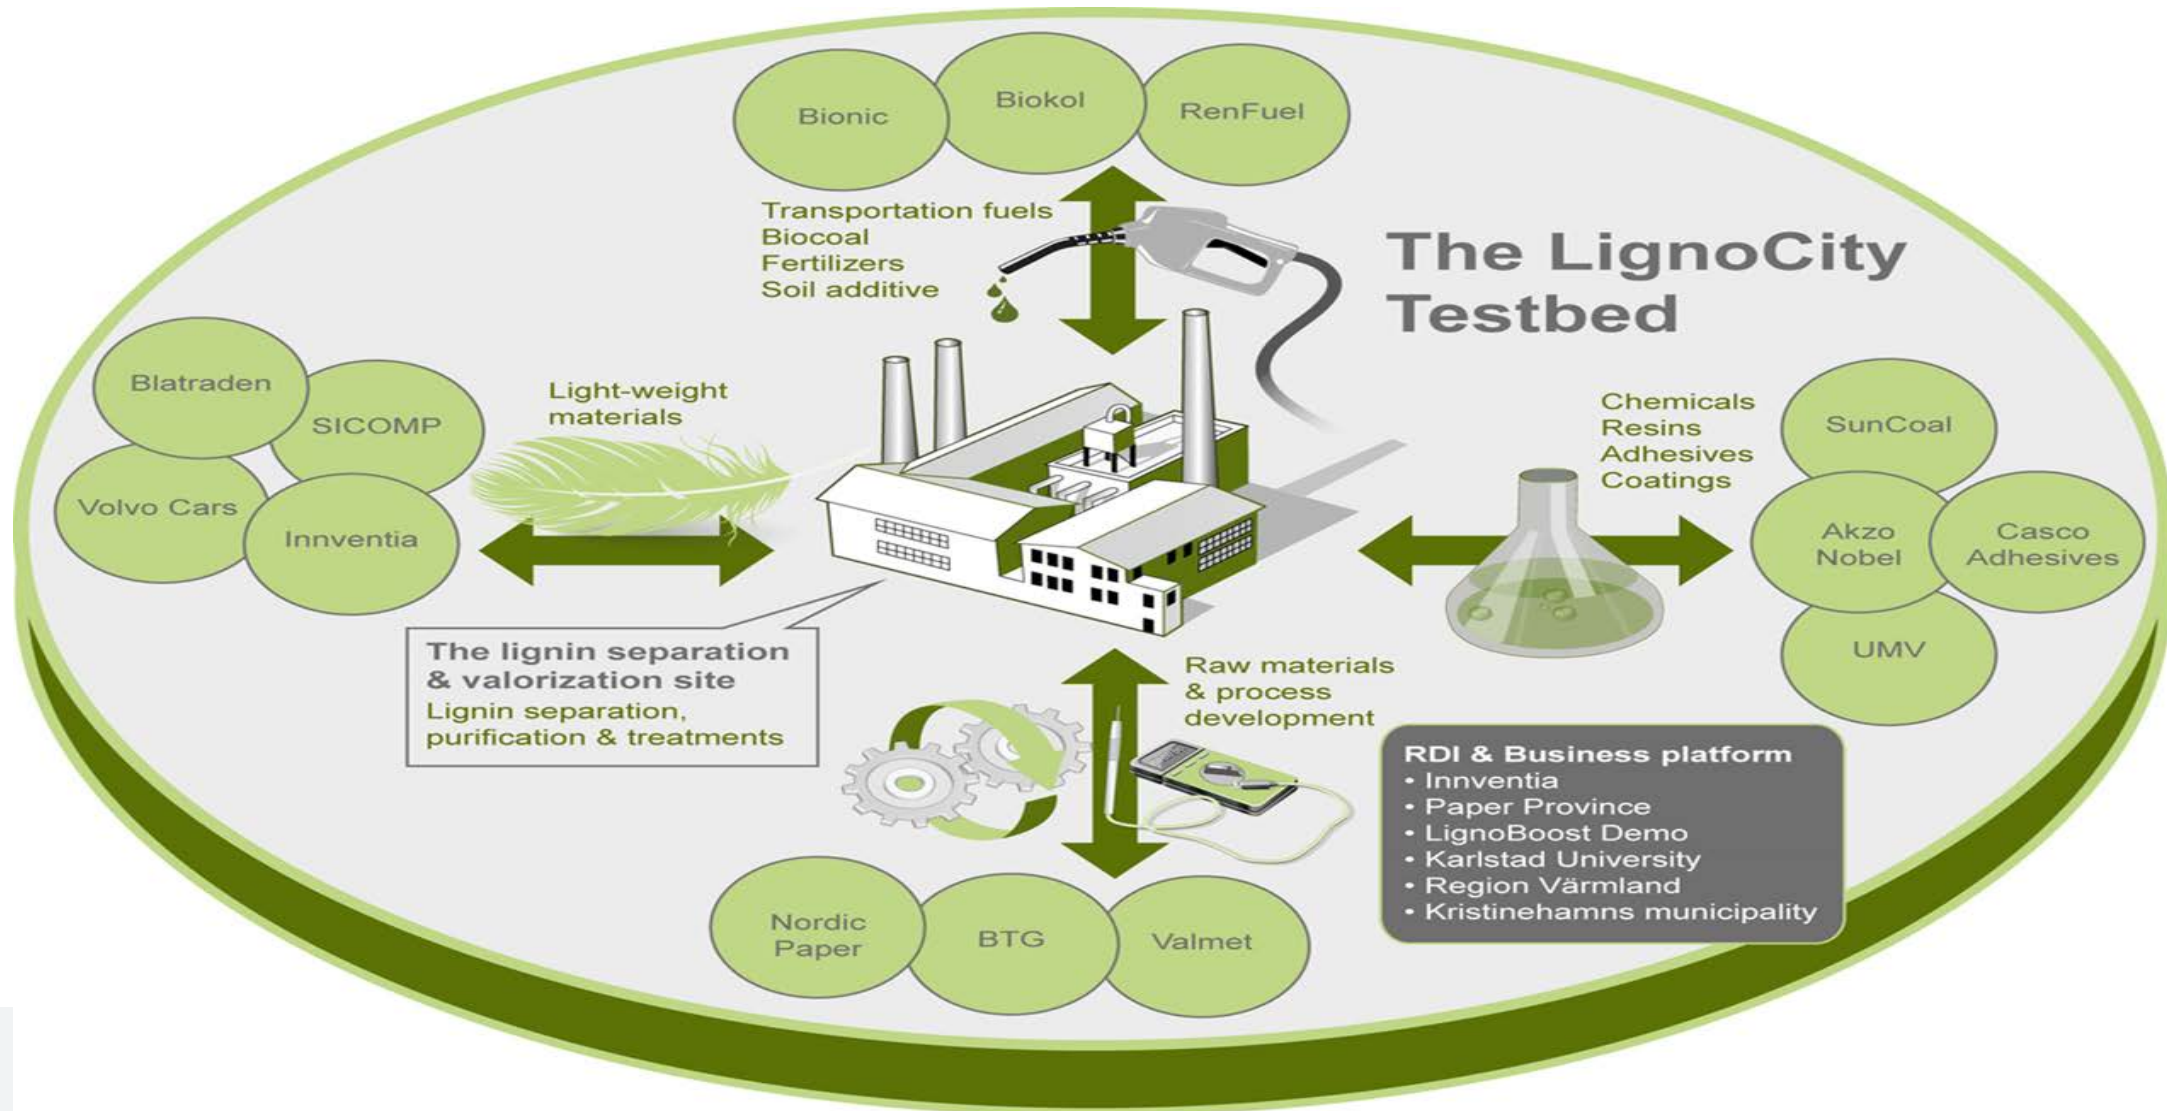 Bionic
Biokol
RenFuel
Transportation fuels
Biocoal
Fertilizers
Soil additive
The LignoCity
Testbed
Blatraden
SICOMP
Volvo Cars
Innventia
Light-weight
materials
Chemicals
Resins
Adhesives
Coatings
SunCoal
Akzo
Nobel
Casco
Adhesives
UMV
The lignin separation
& valorization site
Lignin separation,
purification & treatments
Raw materials
& process
development
RDI & Business platform
• Innventia
• Paper Province
• LignoBoost Demo
• Karlstad University
• Region Värmland
• Kristinehamns municipality
Nordic
Paper
BTG
Valmet